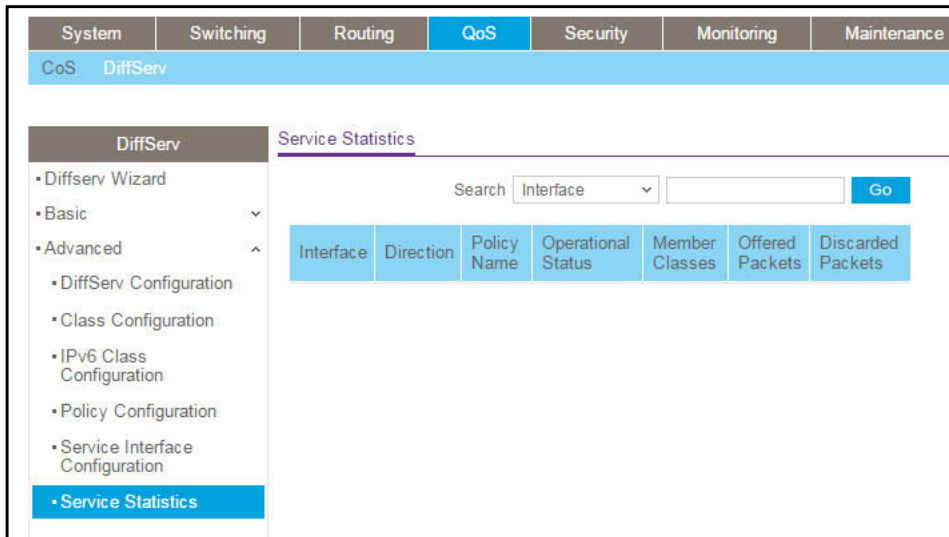 System Switching Routing QoS Security Monitoring Maintenance
CoS DiffServ
DiffServ
Diffserv Wizard
Basic
Advanced
DiffServ Configuration
Class Configuration
IPv6 Class
Configuration
Policy Configuration
Service Interface
Configuration
Service Statistics
Service Statistics
Search Interface Go
Interface Direction Policy Name Operational Status Member Classes Offered Packets Discarded Packets